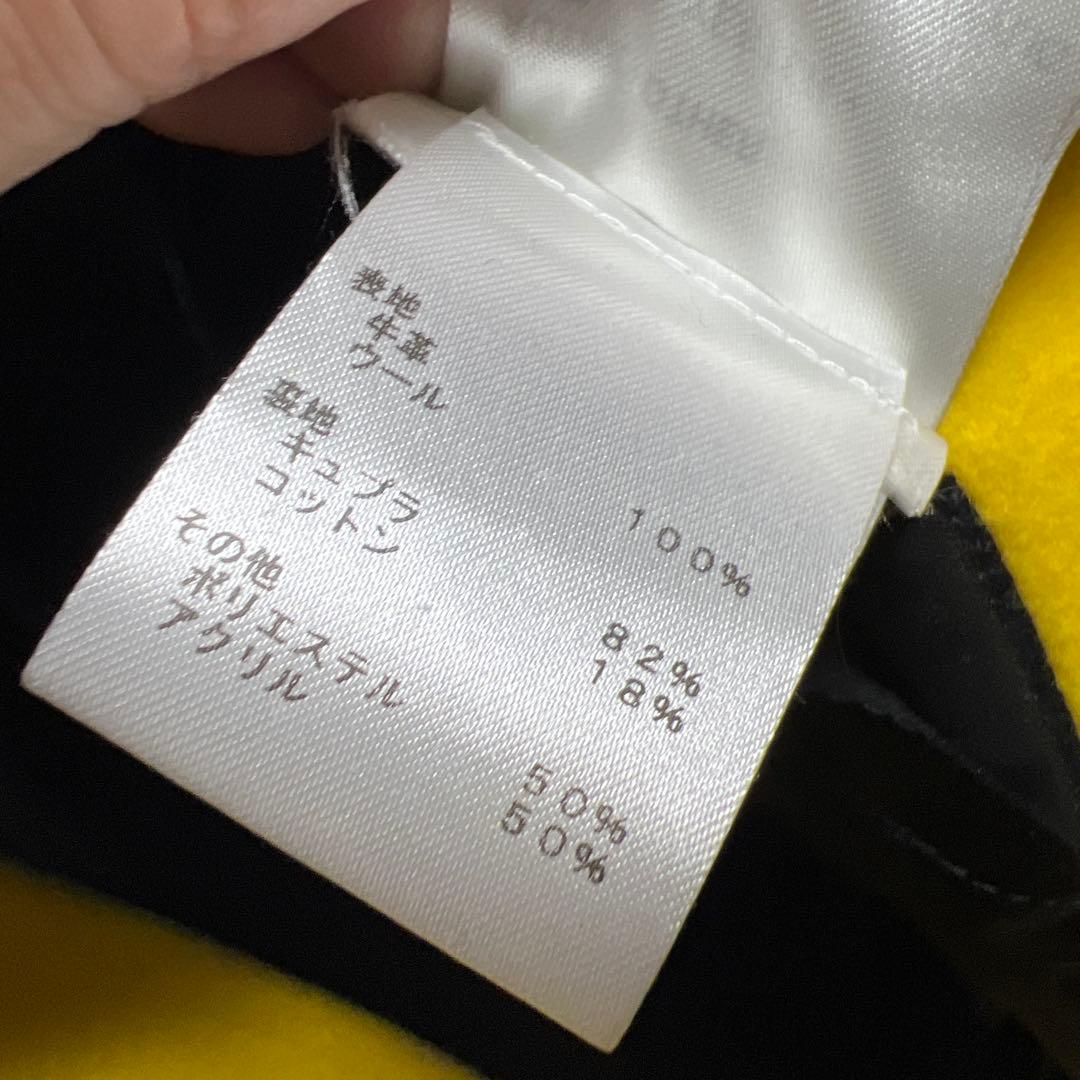 表地
牛革
ウール 100%
裏地
キュプラ 82%
コットン 18%
その他
ポリエステル 50%
アクリル 50%